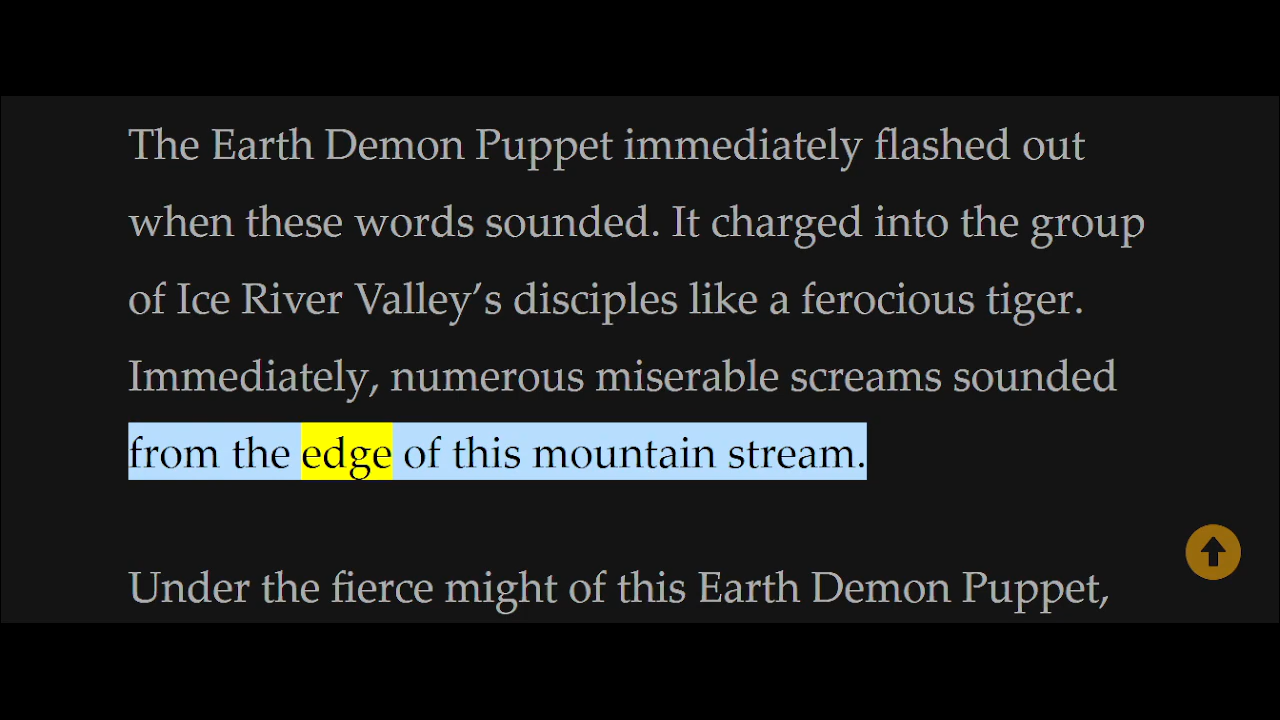 The Earth Demon Puppet immediately flashed out
when these words sounded. It charged into the group
of Ice River Valley’s disciples like a ferocious tiger.
Immediately, numerous miserable screams sounded
from the edge of this mountain stream.
Under the fierce might of this Earth Demon Puppet,